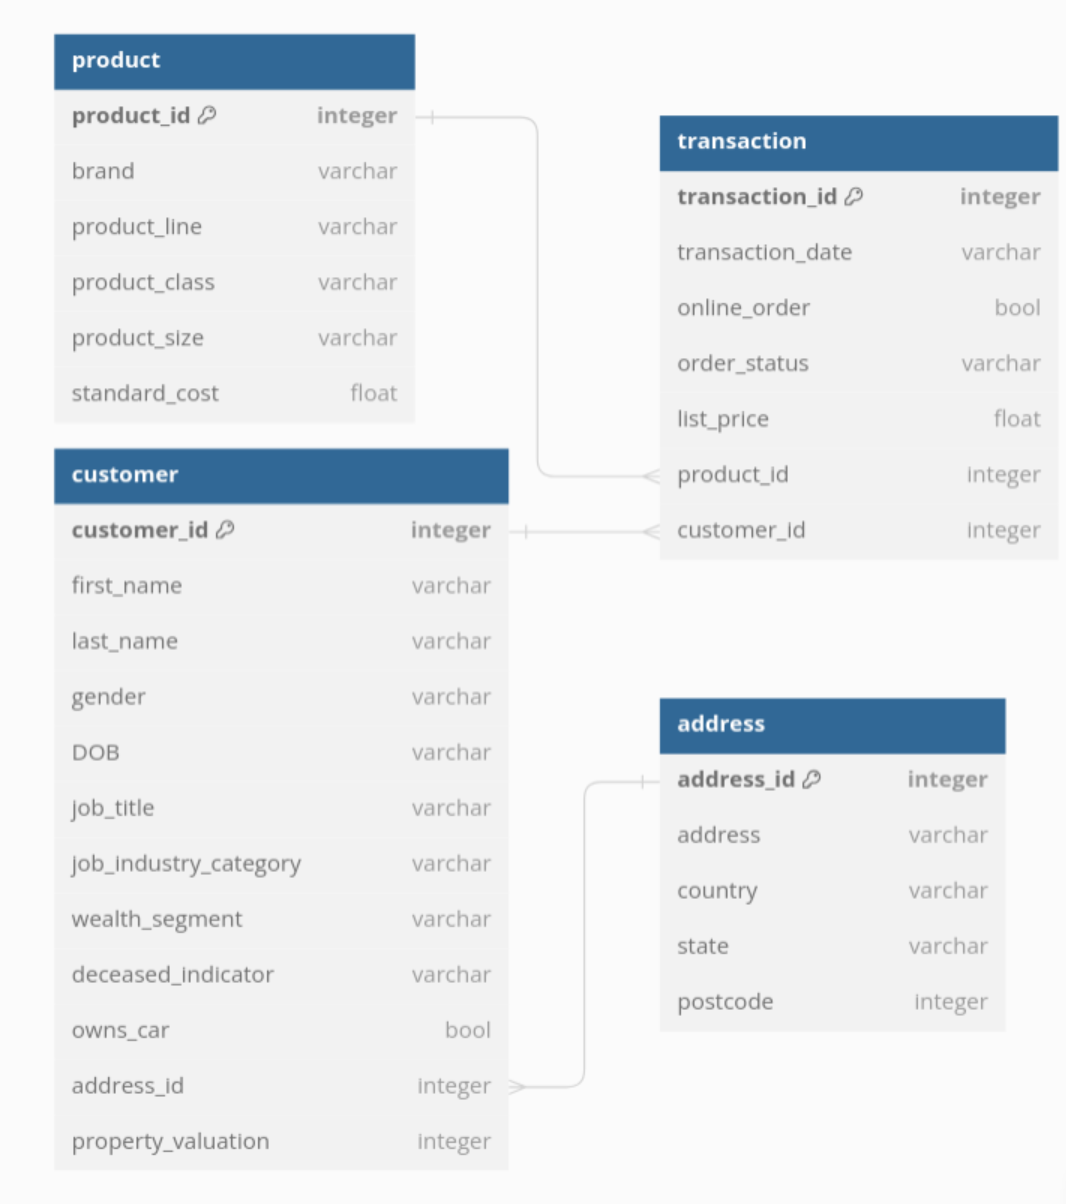 product
product_id integer
brand varchar
product_line varchar
product_class varchar
product_size varchar
standard_cost float
transaction
transaction_id integer
transaction_date varchar
online_order bool
order_status varchar
list_price float
product_id integer
customer_id integer
customer
customer_id integer
first_name varchar
last_name varchar
gender varchar
DOB varchar
job_title varchar
job_industry_category varchar
wealth_segment varchar
deceased_indicator varchar
owns_car bool
address_id integer
property_valuation integer
address
address_id integer
address varchar
country varchar
state varchar
postcode integer